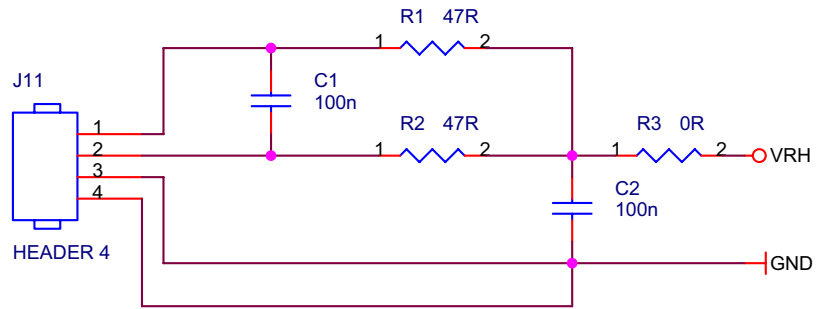 R1 47R
1 2
J11
C1
100n
1
2
3
4
R2 47R
1 2
R3 0R
1 2
VRH
C2
100n
HEADER 4
GND